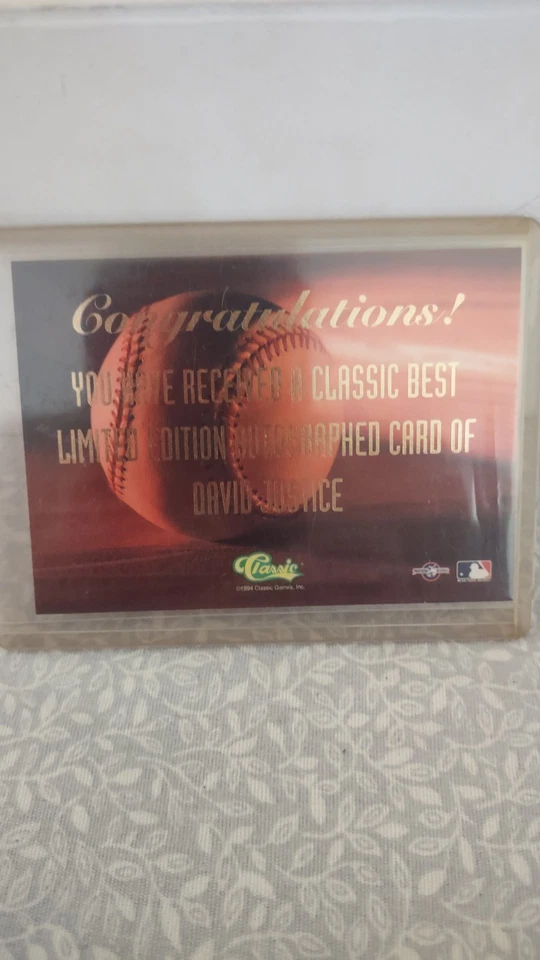 Congratulations!
YOU HAVE RECEIVED A CLASSIC BEST
LIMITED EDITION AUTOGRAPHED CARD OF
DAVID JUSTICE
Classic
©1994 Classic Games, Inc.